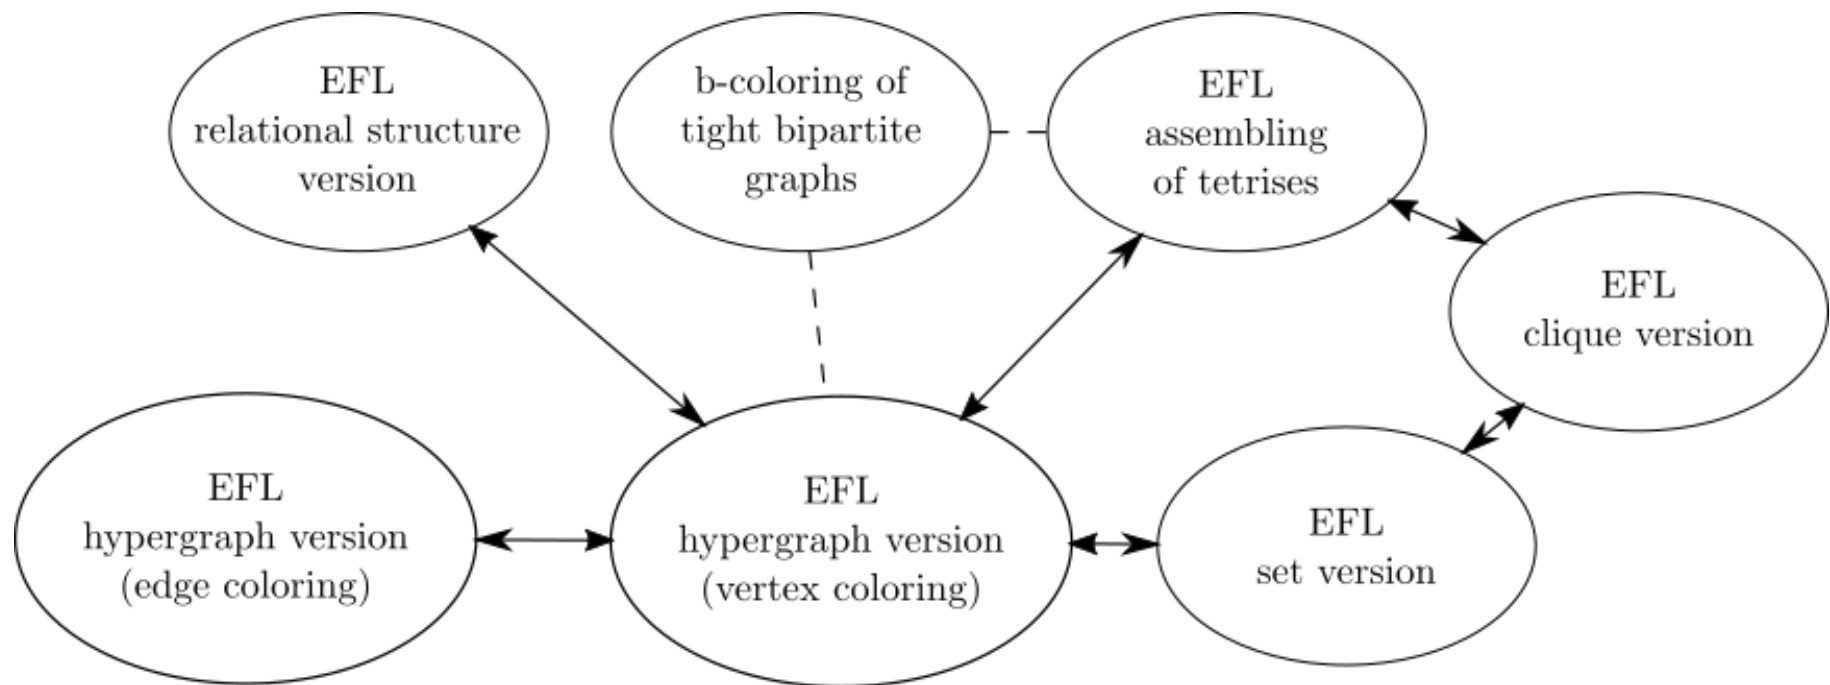 EFL
relational structure
version
b-coloring of
tight bipartite
graphs
EFL
assembling
of tetrises
EFL
clique version
EFL
hypergraph version
(edge coloring)
EFL
hypergraph version
(vertex coloring)
EFL
set version